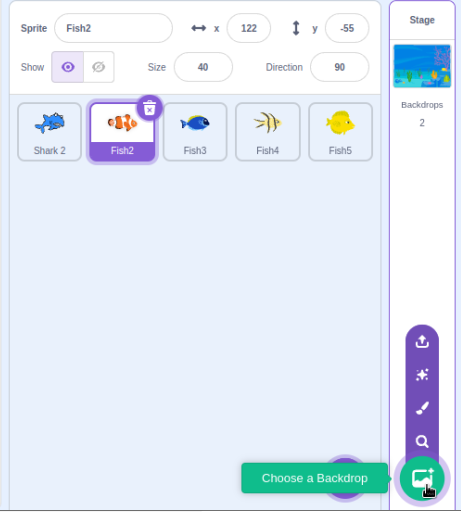 Sprite Fish2 x 122 y -55
Show Size 40 Direction 90
Shark 2 Fish2 Fish3 Fish4 Fish5
Stage
Backdrops
2
Choose a Backdrop